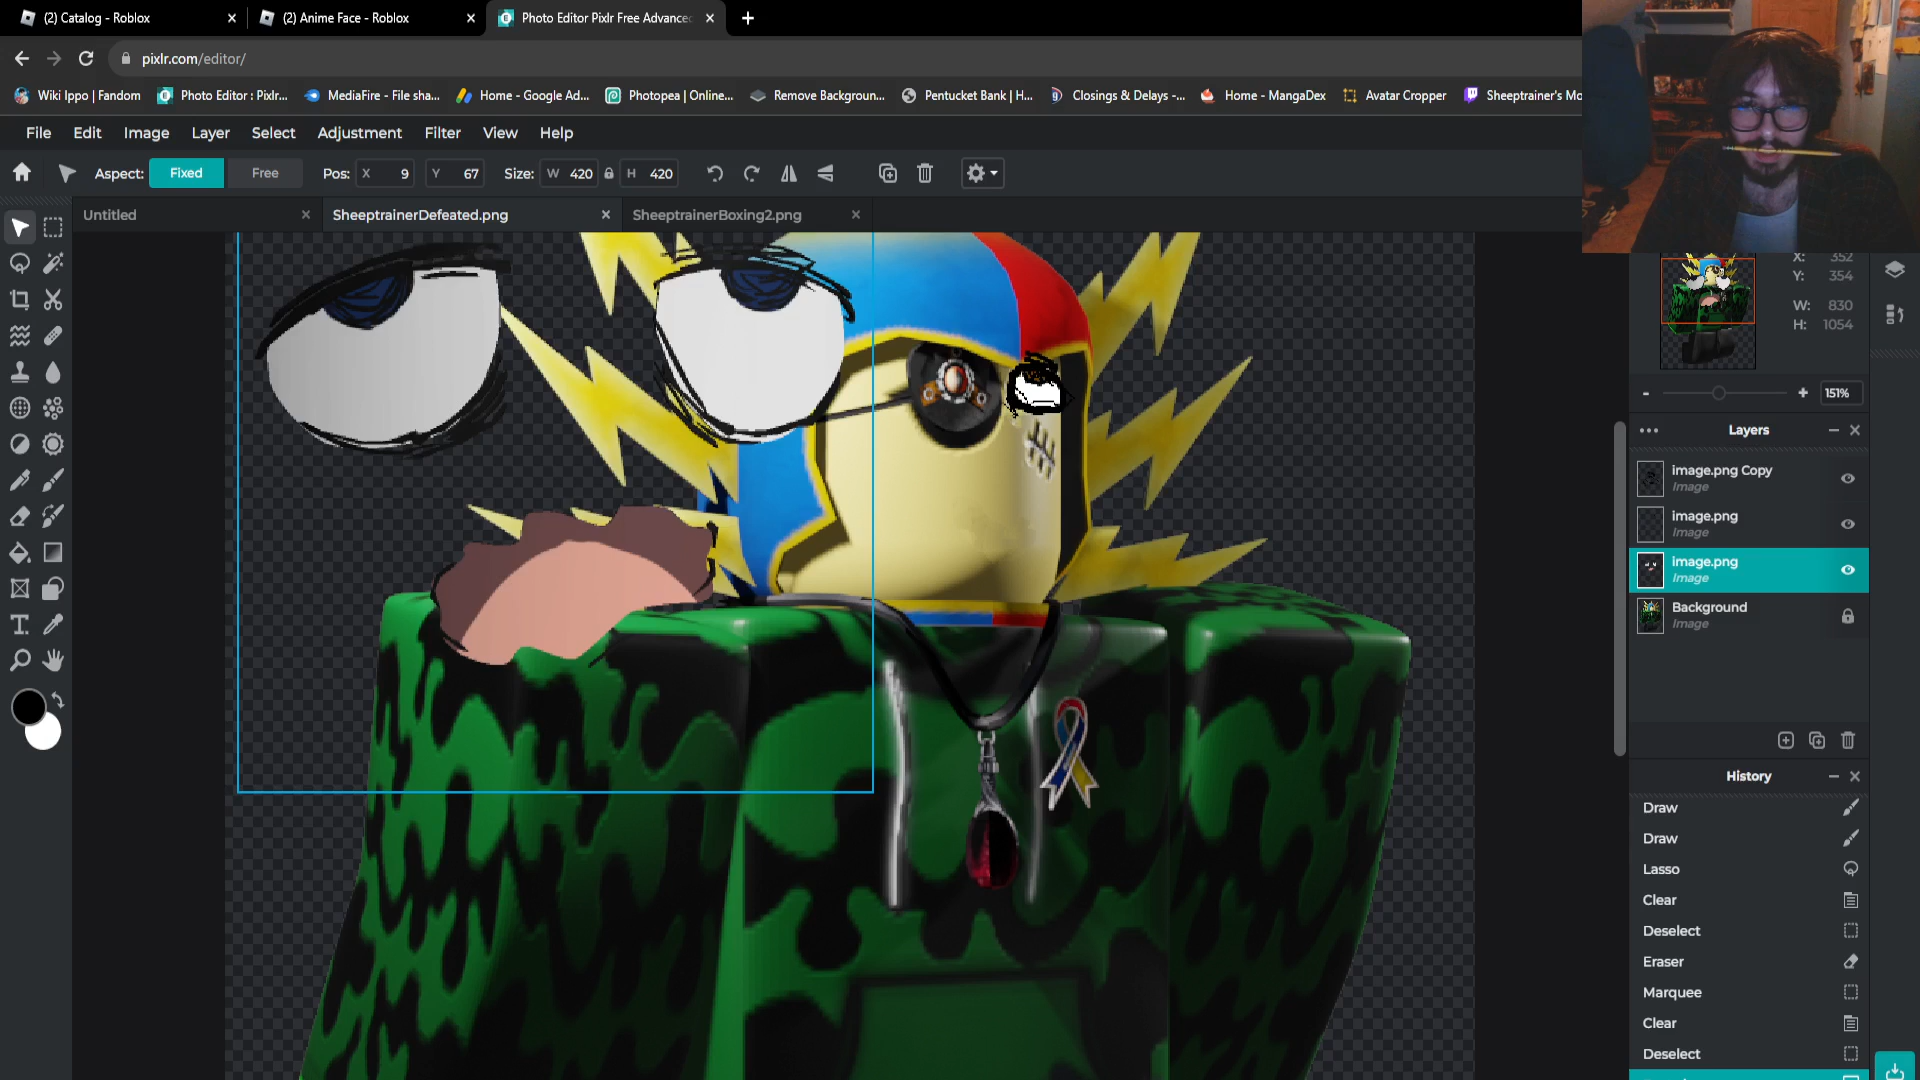 (2) Catalog - Roblox
(2) Anime Face - Roblox
Photo Editor Pixlr Free Advance
pixlr.com/editor/
Wiki Ippo | Fandom
Photo Editor : Pixlr...
MediaFire - File sha...
Home - Google Ad...
Photopea | Online...
Remove Backgroun...
Pentucket Bank | H...
Closings & Delays -...
Home - MangaDex
Avatar Cropper
Sheeptrainer's Mo
File Edit Image Layer Select Adjustment Filter View Help
Aspect: Fixed Free Pos: X 9 Y 67 Size: W 420 H 420
Untitled
SheeptrainerDefeated.png
SheeptrainerBoxing2.png
X: 352
Y: 354
W: 830
H: 1054
151%
Layers
image.png Copy
Image
image.png
Image
image.png
Image
Background
Image
History
Draw
Draw
Lasso
Clear
Deselect
Eraser
Marquee
Clear
Deselect